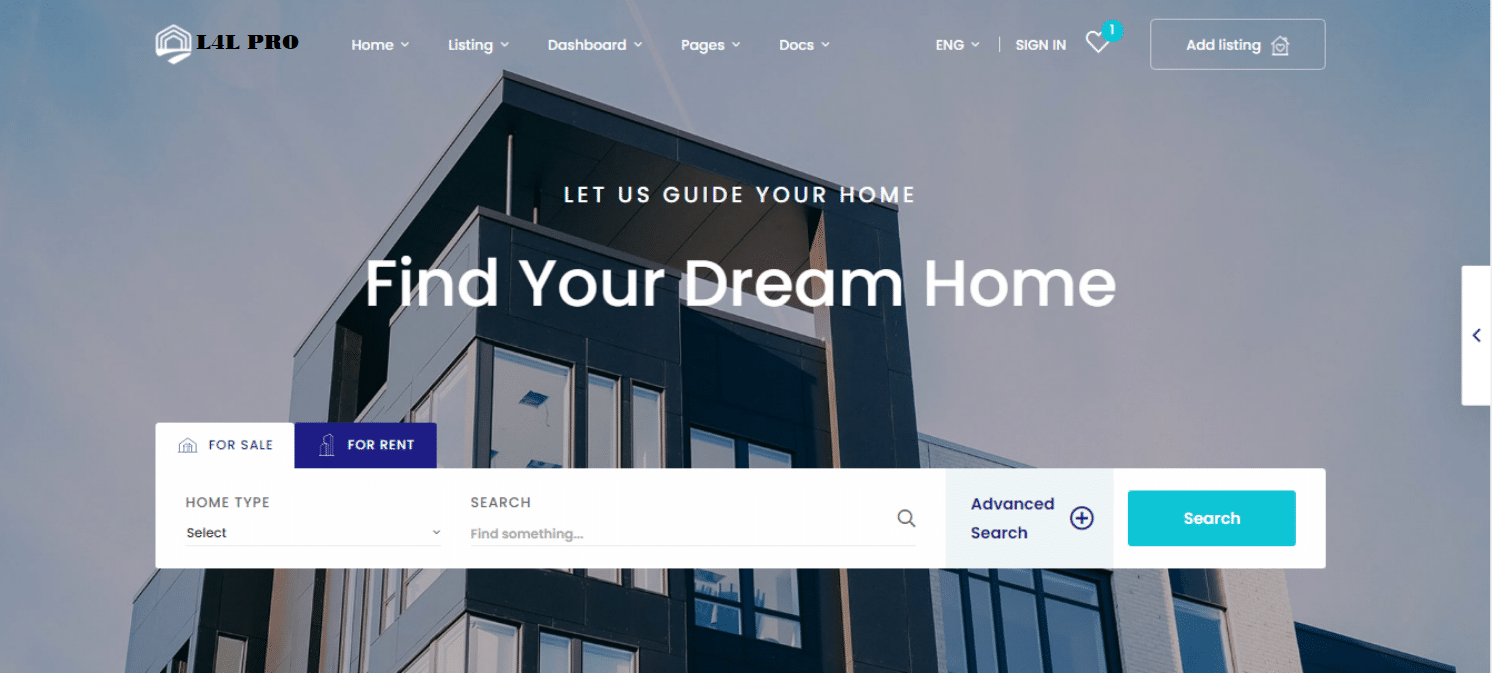 L4L PRO
Home
Listing
Dashboard
Pages
Docs
ENG
SIGN IN
1
Add listing
LET US GUIDE YOUR HOME
Find Your Dream Home
FOR SALE
FOR RENT
HOME TYPE
Select
SEARCH
Find something...
Advanced
Search
Search